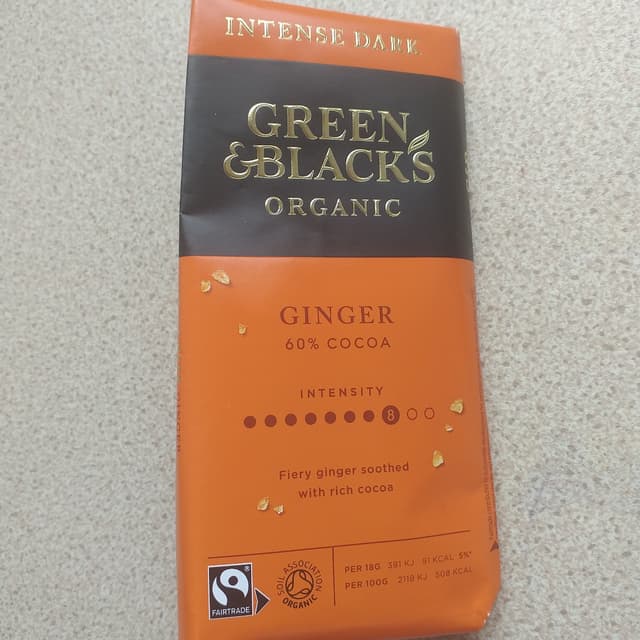 INTENSE DARK
GREEN
&BLACK'S
ORGANIC
GINGER
60% COCOA
INTENSITY
8
Fiery ginger soothed
with rich cocoa
PER 18G 381 KJ 91 KCAL 5%*
PER 100G 2118 KJ 508 KCAL
SOIL ASSOCIATION
ORGANIC
FAIRTRADE